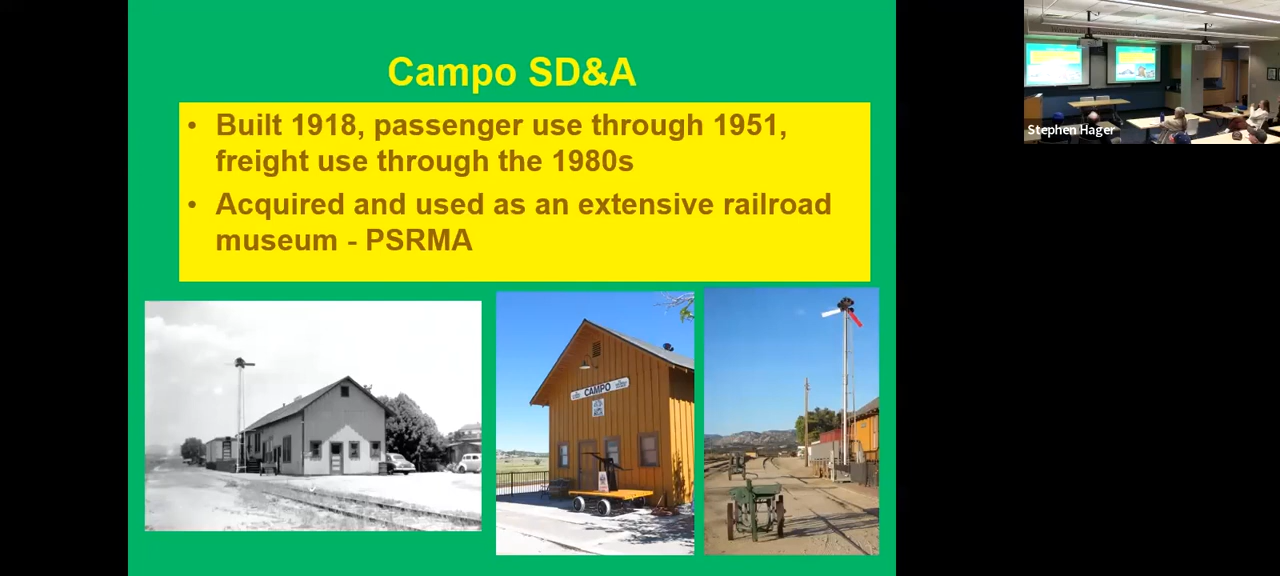 Campo SD&A
• Built 1918, passenger use through 1951,
freight use through the 1980s
• Acquired and used as an extensive railroad
museum - PSRMA
CAMPO
Stephen Hager